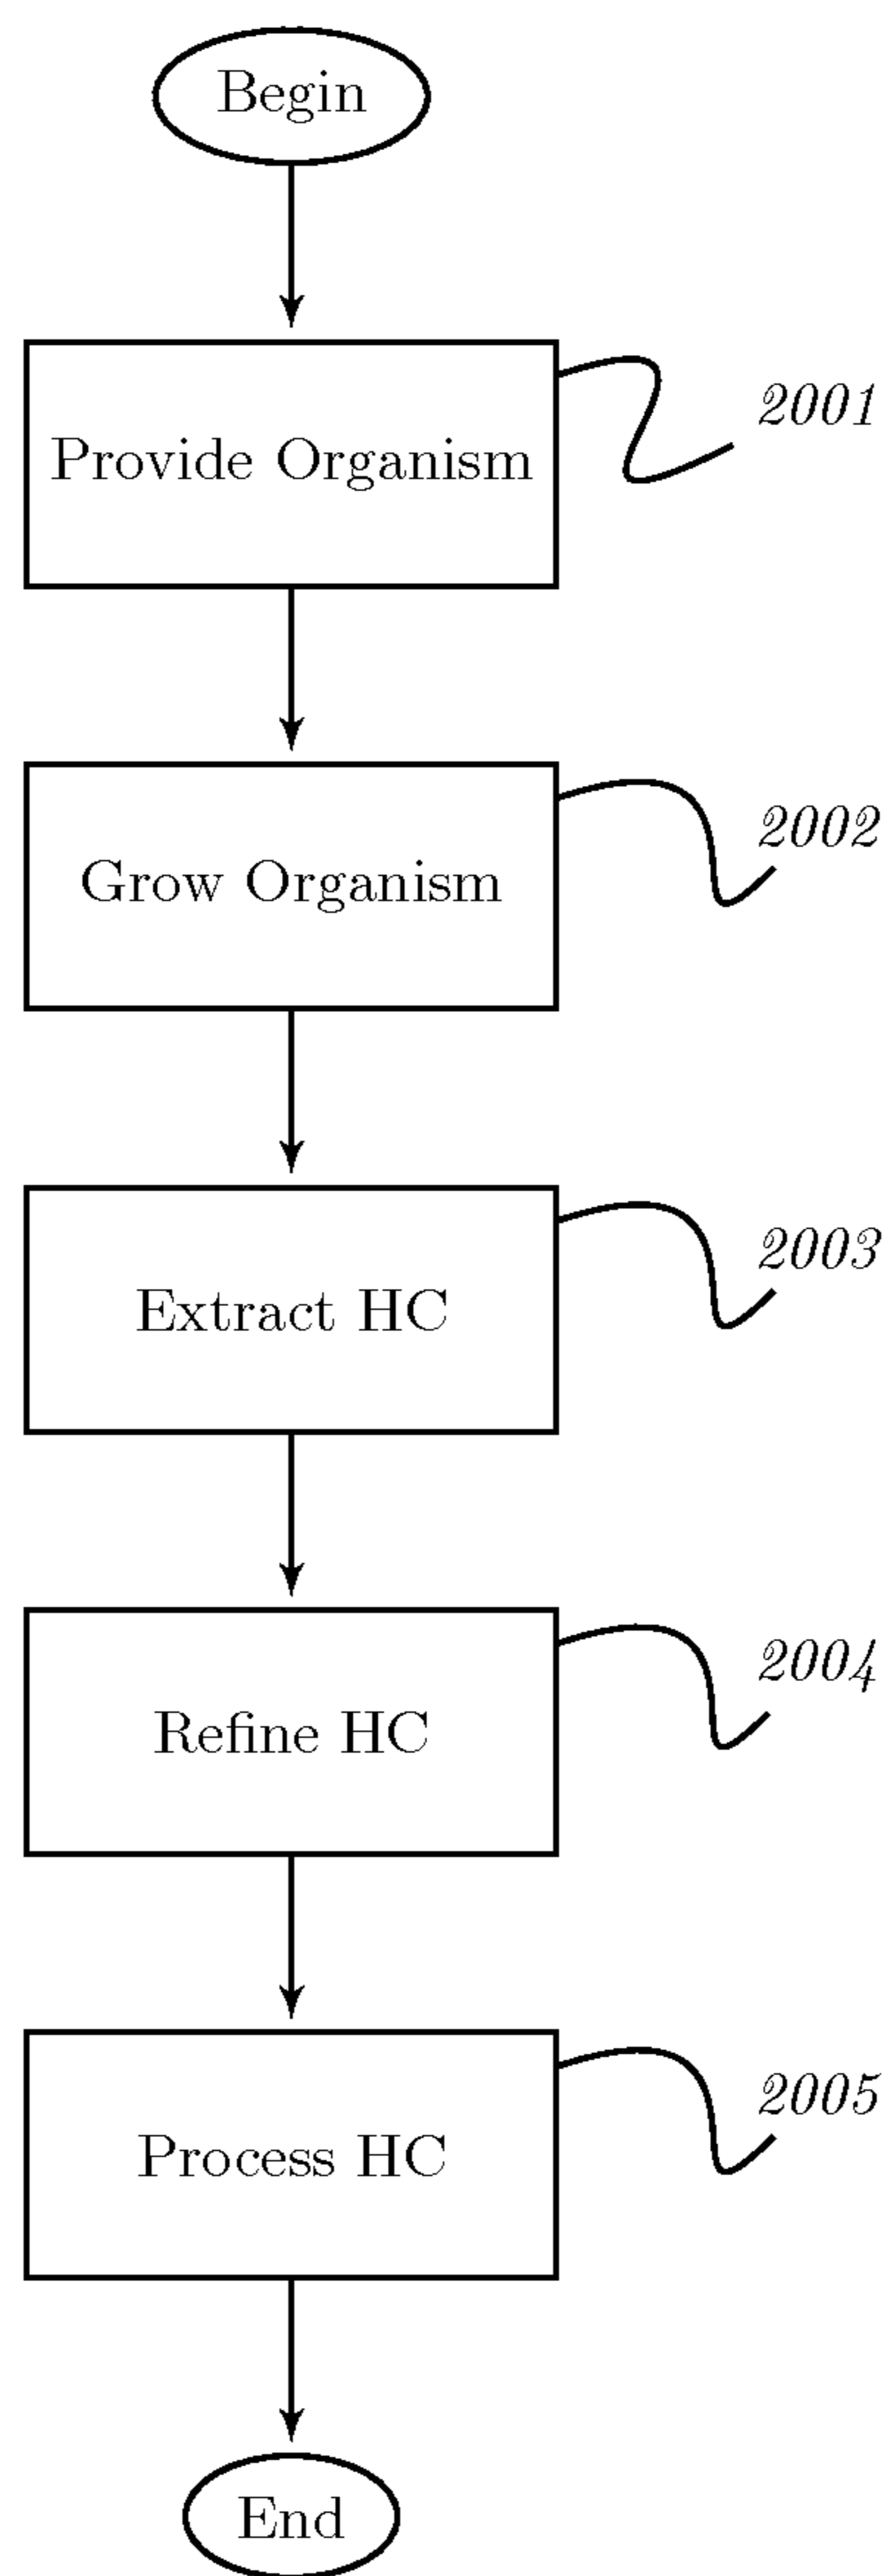 Begin
Provide Organism
2001
Grow Organism
2002
Extract HC
2003
Refine HC
2004
Process HC
2005
End